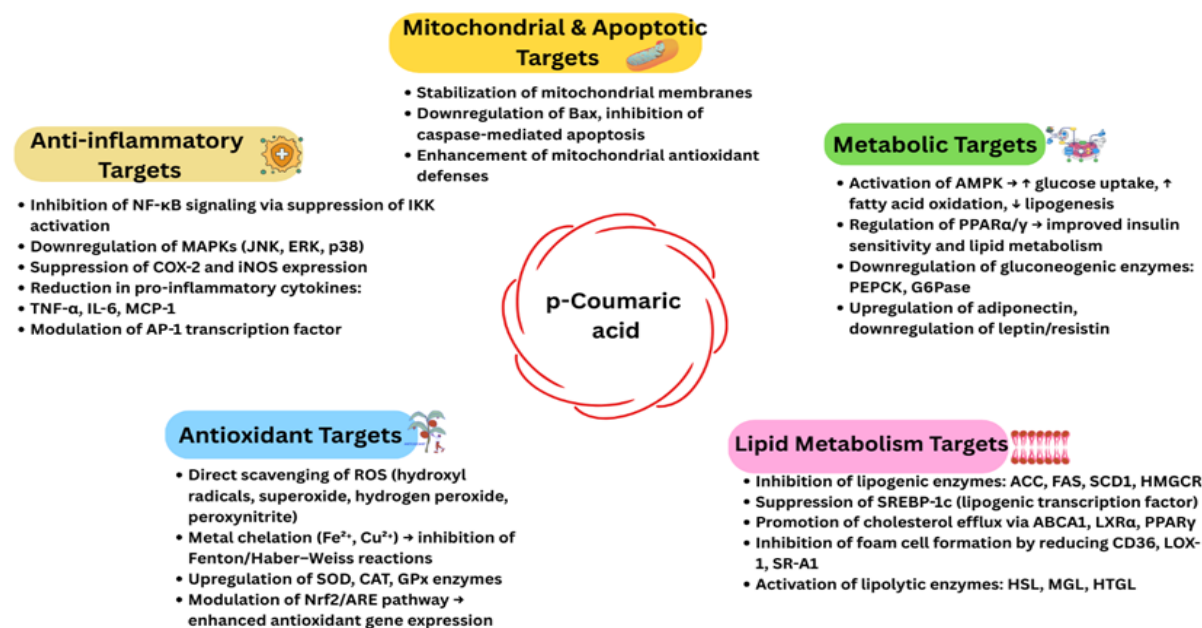 Mitochondrial & Apoptotic
Targets
• Stabilization of mitochondrial membranes
• Downregulation of Bax, inhibition of
caspase-mediated apoptosis
• Enhancement of mitochondrial antioxidant
defenses
Anti-inflammatory
Targets
• Inhibition of NF-κB signaling via suppression of IKK
activation
• Downregulation of MAPKs (JNK, ERK, p38)
• Suppression of COX-2 and iNOS expression
• Reduction in pro-inflammatory cytokines:
• TNF-α, IL-6, MCP-1
• Modulation of AP-1 transcription factor
Metabolic Targets
• Activation of AMPK → ↑ glucose uptake, ↑
fatty acid oxidation, ↓ lipogenesis
• Regulation of PPARα/γ → improved insulin
sensitivity and lipid metabolism
• Downregulation of gluconeogenic enzymes:
PEPCK, G6Pase
• Upregulation of adiponectin,
downregulation of leptin/resistin
p-Coumaric
acid
Antioxidant Targets
• Direct scavenging of ROS (hydroxyl
radicals, superoxide, hydrogen peroxide,
peroxynitrite)
• Metal chelation (Fe²⁺, Cu²⁺) → inhibition of
Fenton/Haber–Weiss reactions
• Upregulation of SOD, CAT, GPx enzymes
• Modulation of Nrf2/ARE pathway →
enhanced antioxidant gene expression
Lipid Metabolism Targets
• Inhibition of lipogenic enzymes: ACC, FAS, SCD1, HMGCR
• Suppression of SREBP-1c (lipogenic transcription factor)
• Promotion of cholesterol efflux via ABCA1, LXRα, PPARγ
• Inhibition of foam cell formation by reducing CD36, LOX-
1, SR-A1
• Activation of lipolytic enzymes: HSL, MGL, HTGL